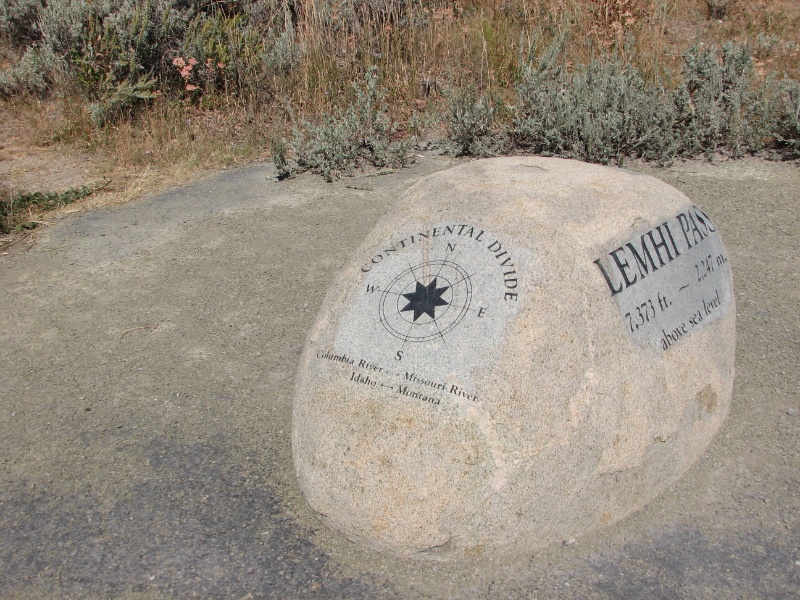 CONTINENTAL DIVIDE
N
W E
S
Columbia River ←→ Missouri River
Idaho ←→ Montana
LEMHI PASS
7,373 ft. ~ 2,247 m.
above sea level